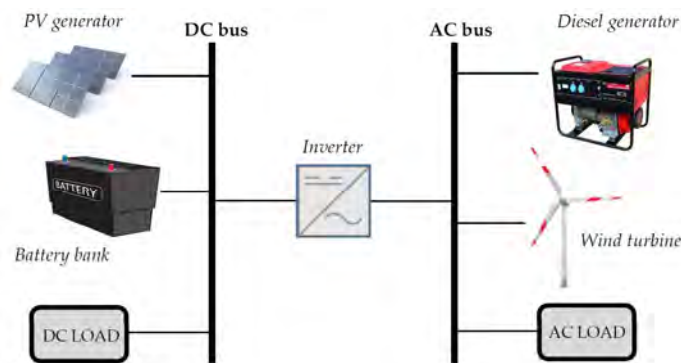 PV generator
DC bus
AC bus
Diesel generator
Inverter
BATTERY
Battery bank
Wind turbine
DC LOAD
AC LOAD